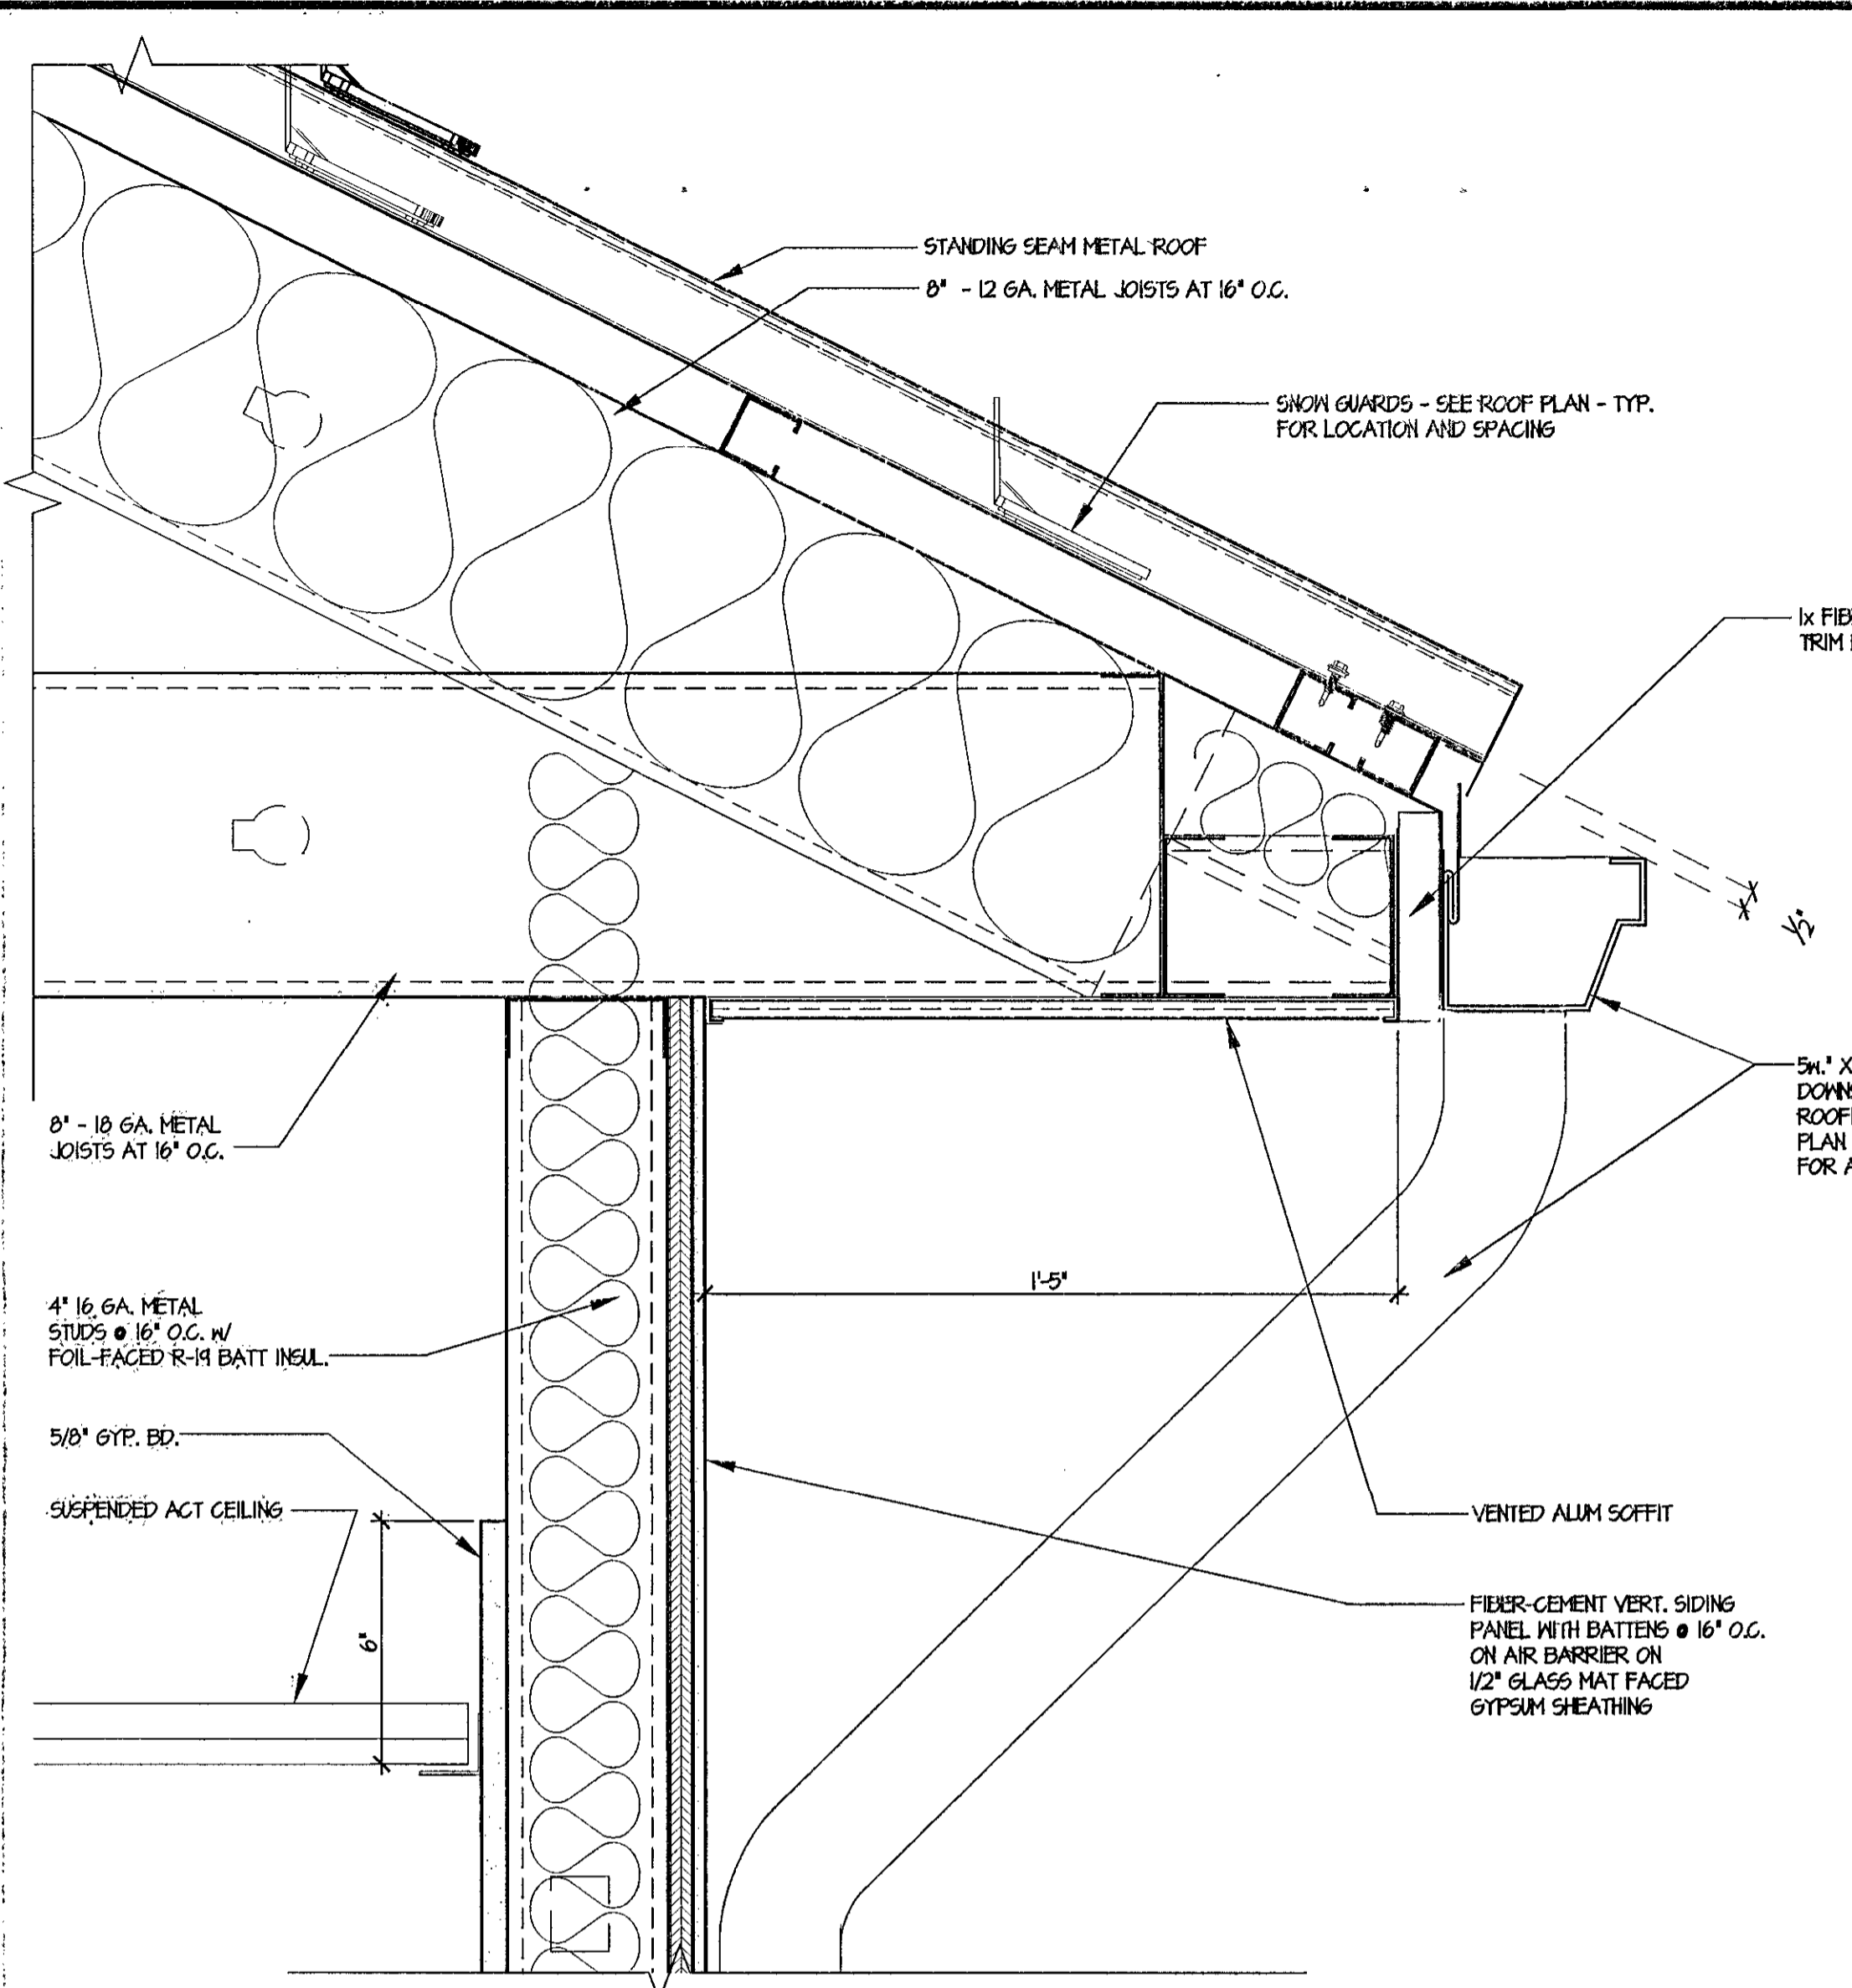 STANDING SEAM METAL ROOF
8" - 12 GA. METAL JOISTS AT 16" O.C.
SNOW GUARDS - SEE ROOF PLAN - TYP.
FOR LOCATION AND SPACING
1x
TRIM
1/2"
5w." X
PLAN
FOR
8" - 18 GA. METAL
JOISTS AT 16" O.C.
1'-5"
4" 16 GA. METAL
STUDS @ 16" O.C. w/
FOIL-FACED R-19 BATT INSUL.
5/8" GYP. BD.
SUSPENDED ACT CEILING
6"
VENTED ALUM SOFFIT
FIBER-CEMENT VERT. SIDING
PANEL WITH BATTENS @ 16" O.C.
ON AIR BARRIER ON
1/2" GLASS MAT FACED
GYPSUM SHEATHING